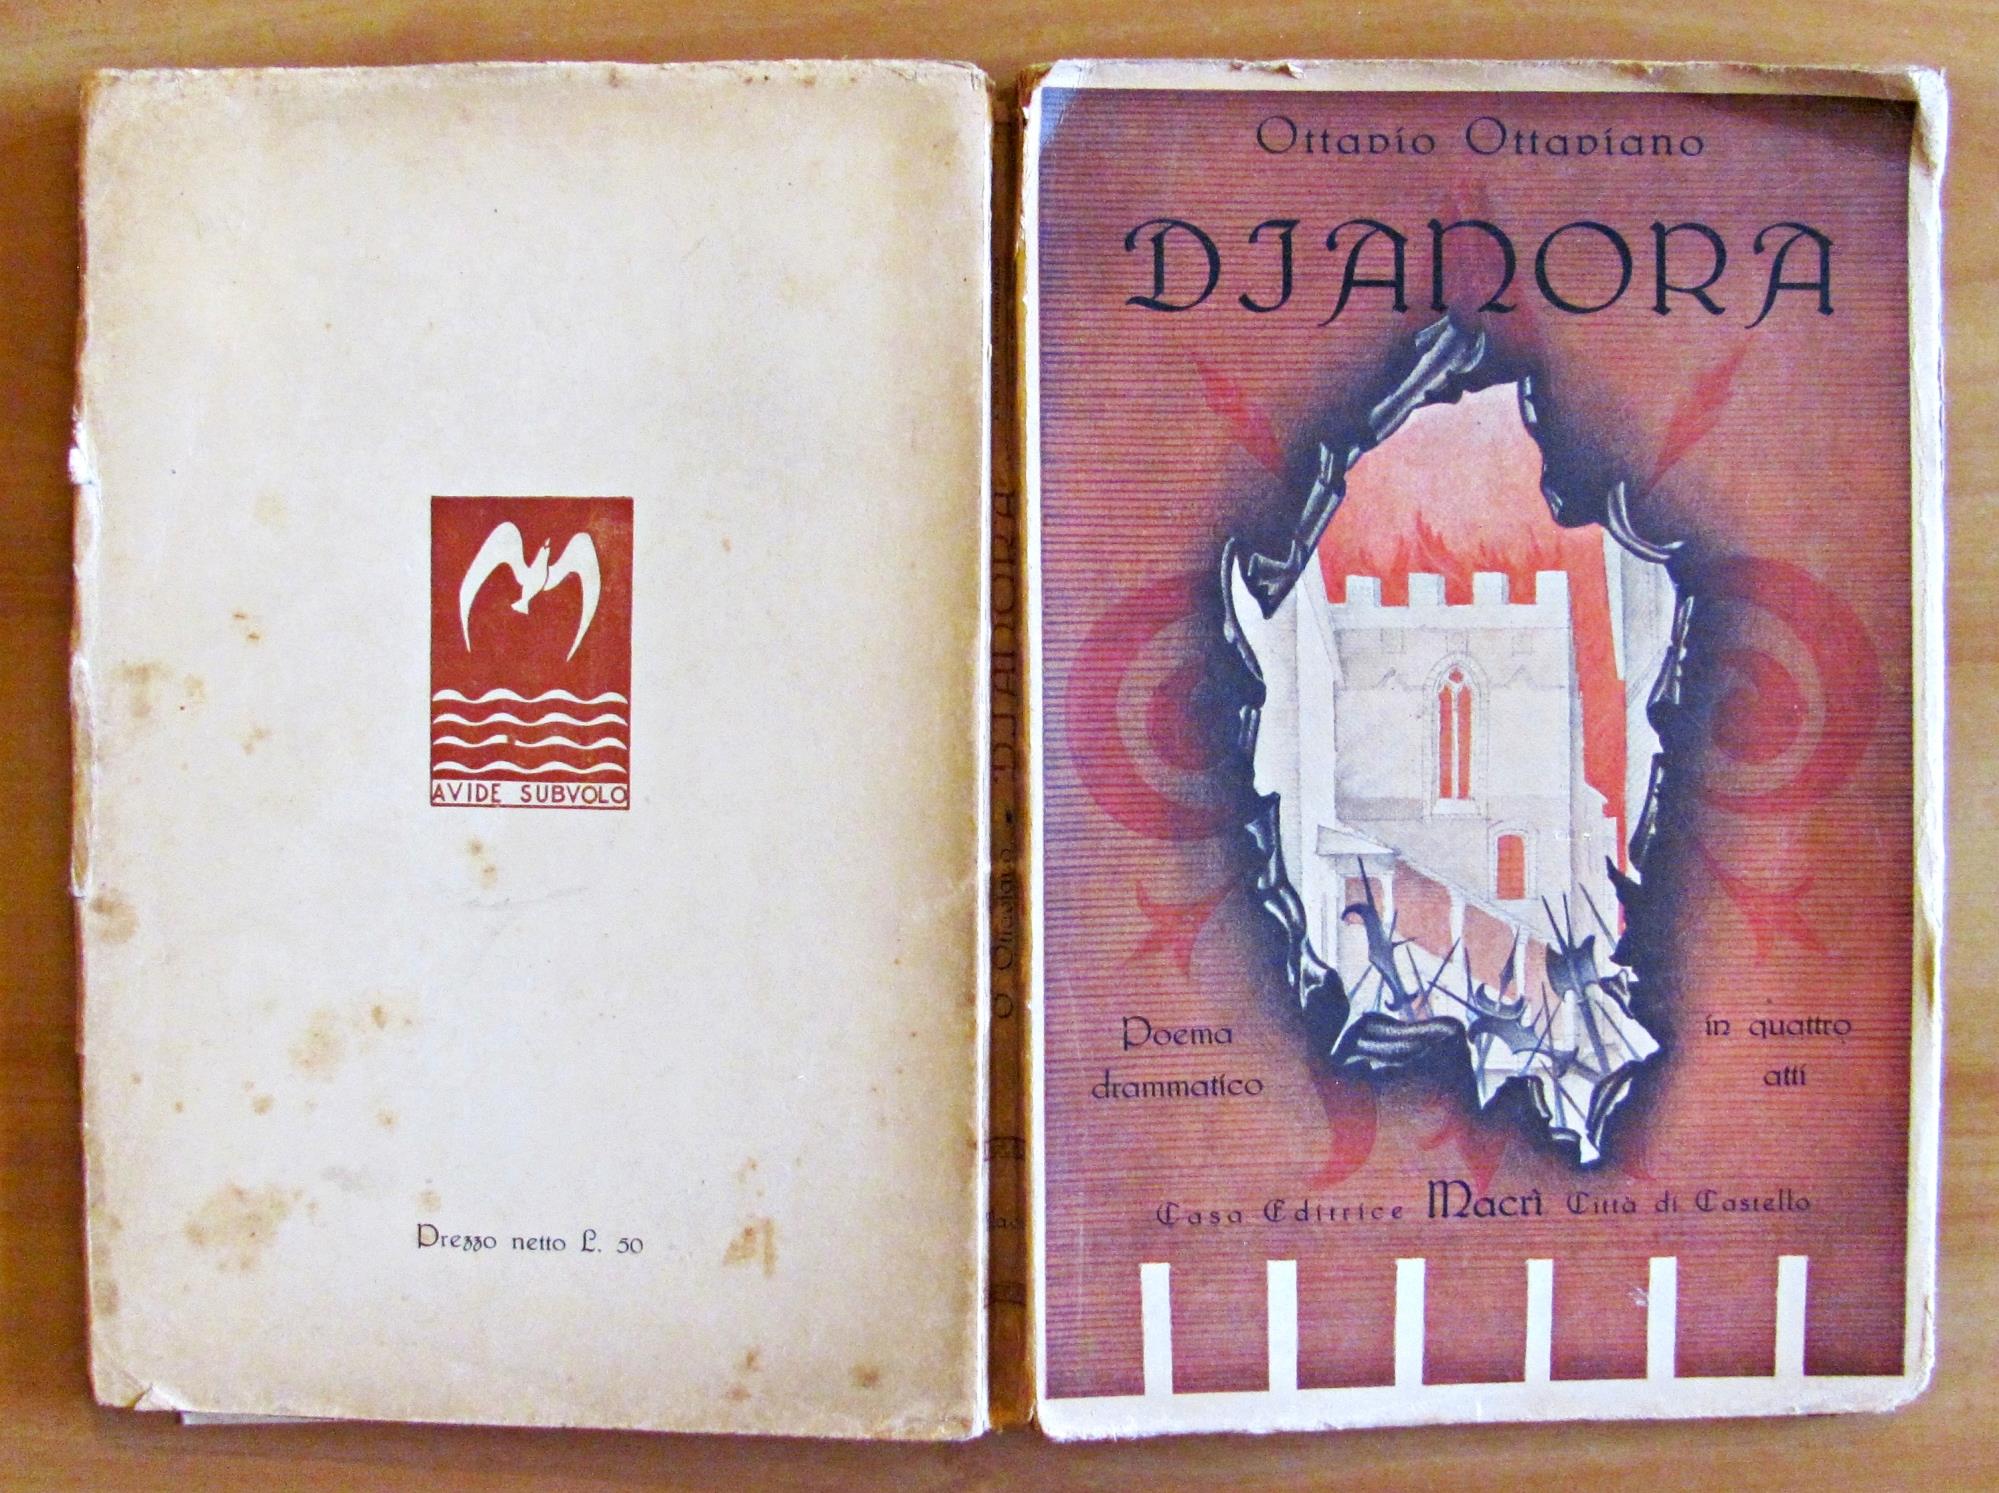 AVIDE SUBVOLO
Prezzo netto L. 50
DIANORA
Ottavio Ottaviano
DIANORA
Poema
drammatico
in quattro
atti
Casa Editrice Macrì Città di Castello